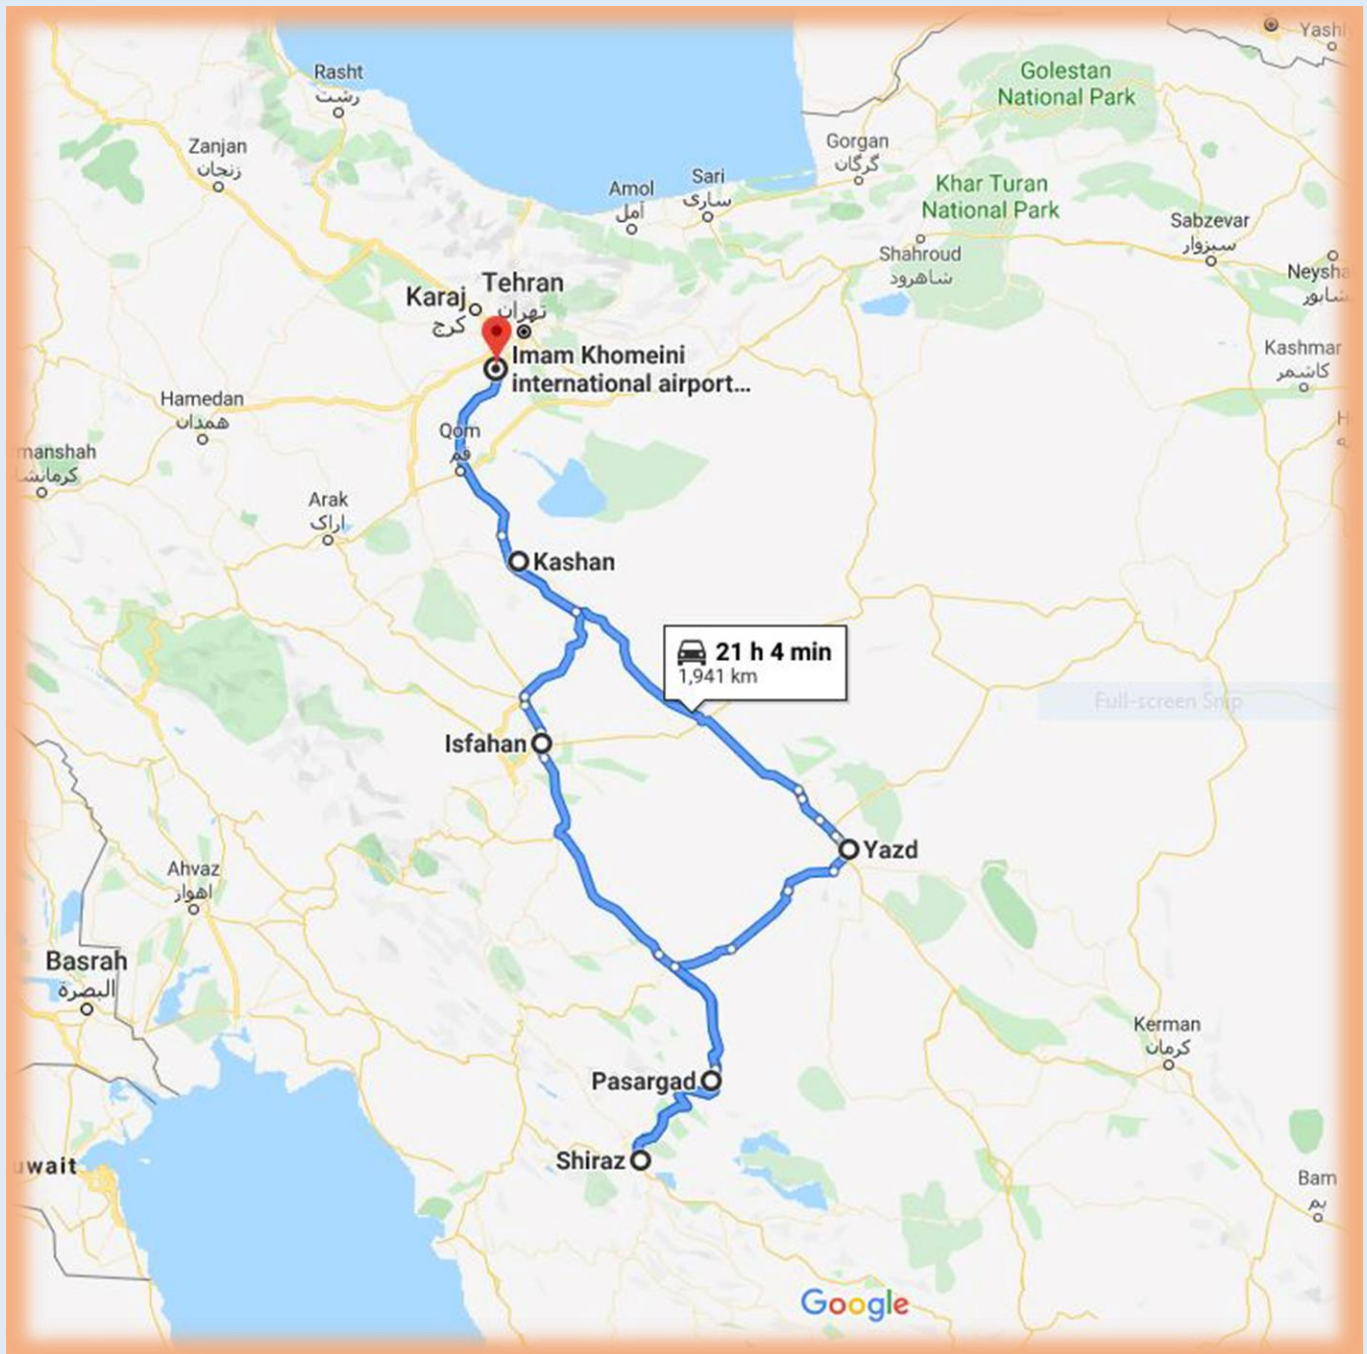 Yashl
Rasht
رشت
Golestan
National Park
Zanjan
زنجان
Gorgan
گرگان
Amol
آمل
Sari
ساری
Khar Turan
National Park
Sabzevar
سبزوار
Shahroud
شاهرود
Neysha
شابور
Tehran
تهران
Karaj
کرج
Imam Khomeini
international airport...
Kashmar
کاشمر
Hamedan
همدان
Qom
قم
manshah
کرمانشا
Arak
اراک
Kashan
21 h 4 min
1,941 km
Full-screen Snip
Isfahan
Yazd
Ahvaz
اهواز
Basrah
البصرة
Kerman
کرمان
Pasargad
Shiraz
uwait
Bam
بم
Google